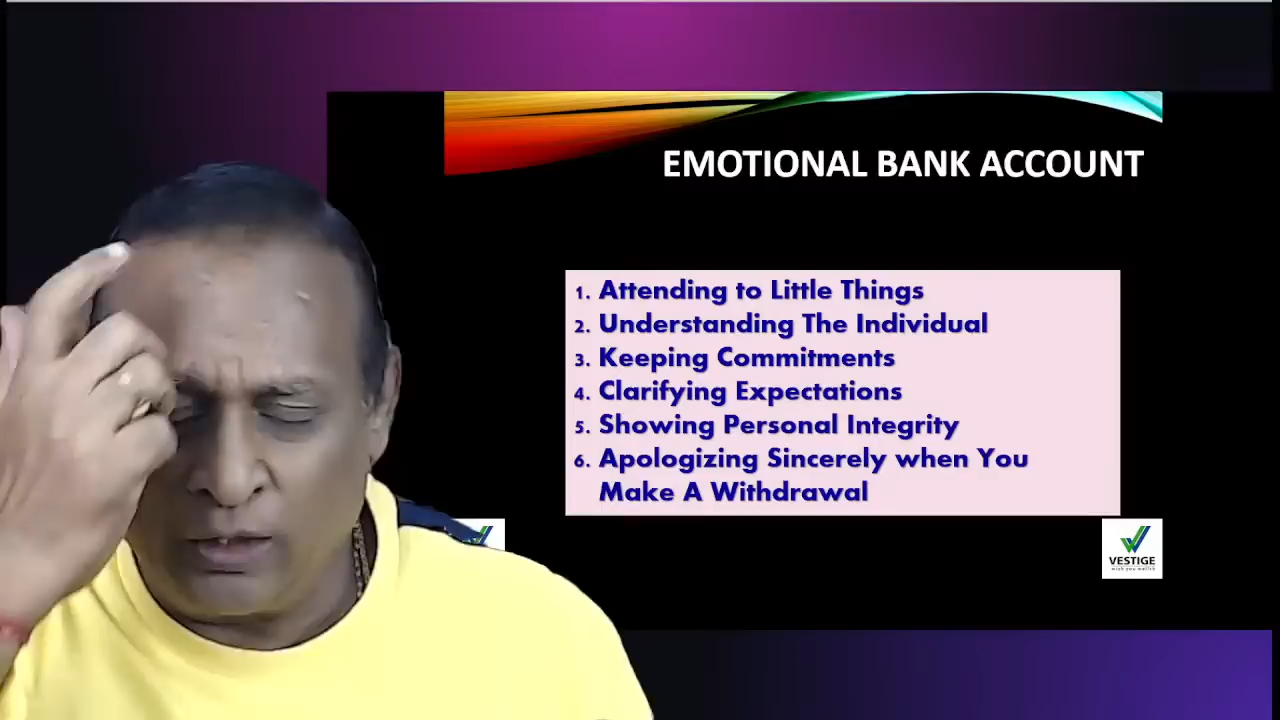 EMOTIONAL BANK ACCOUNT
1. Attending to Little Things
2. Understanding The Individual
3. Keeping Commitments
4. Clarifying Expectations
5. Showing Personal Integrity
6. Apologizing Sincerely when You
Make A Withdrawal
VESTIGE